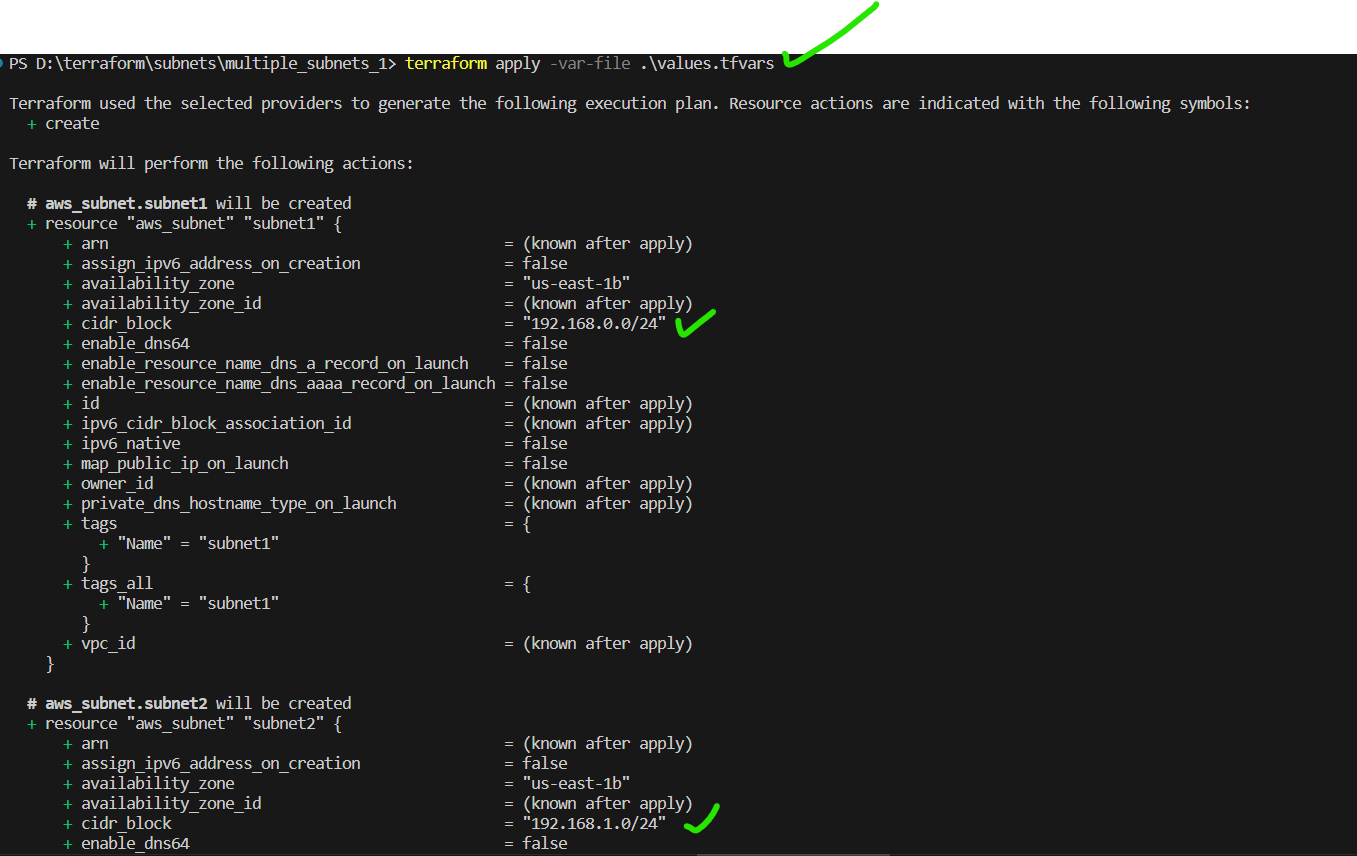 PS D:\terraform\subnets\multiple_subnets_1> terraform apply -var-file .\values.tfvars
Terraform used the selected providers to generate the following execution plan. Resource actions are indicated with the following symbols:
+ create
Terraform will perform the following actions:
# aws_subnet.subnet1 will be created
+ resource "aws_subnet" "subnet1" {
+ arn = (known after apply)
+ assign_ipv6_address_on_creation = false
+ availability_zone = "us-east-1b"
+ availability_zone_id = (known after apply)
+ cidr_block = "192.168.0.0/24"
+ enable_dns64 = false
+ enable_resource_name_dns_a_record_on_launch = false
+ enable_resource_name_dns_aaaa_record_on_launch = false
+ id = (known after apply)
+ ipv6_cidr_block_association_id = (known after apply)
+ ipv6_native = false
+ map_public_ip_on_launch = false
+ owner_id = (known after apply)
+ private_dns_hostname_type_on_launch = (known after apply)
+ tags = {
+ "Name" = "subnet1"
}
+ tags_all = {
+ "Name" = "subnet1"
}
+ vpc_id = (known after apply)
}
# aws_subnet.subnet2 will be created
+ resource "aws_subnet" "subnet2" {
+ arn = (known after apply)
+ assign_ipv6_address_on_creation = false
+ availability_zone = "us-east-1b"
+ availability_zone_id = (known after apply)
+ cidr_block = "192.168.1.0/24"
+ enable_dns64 = false